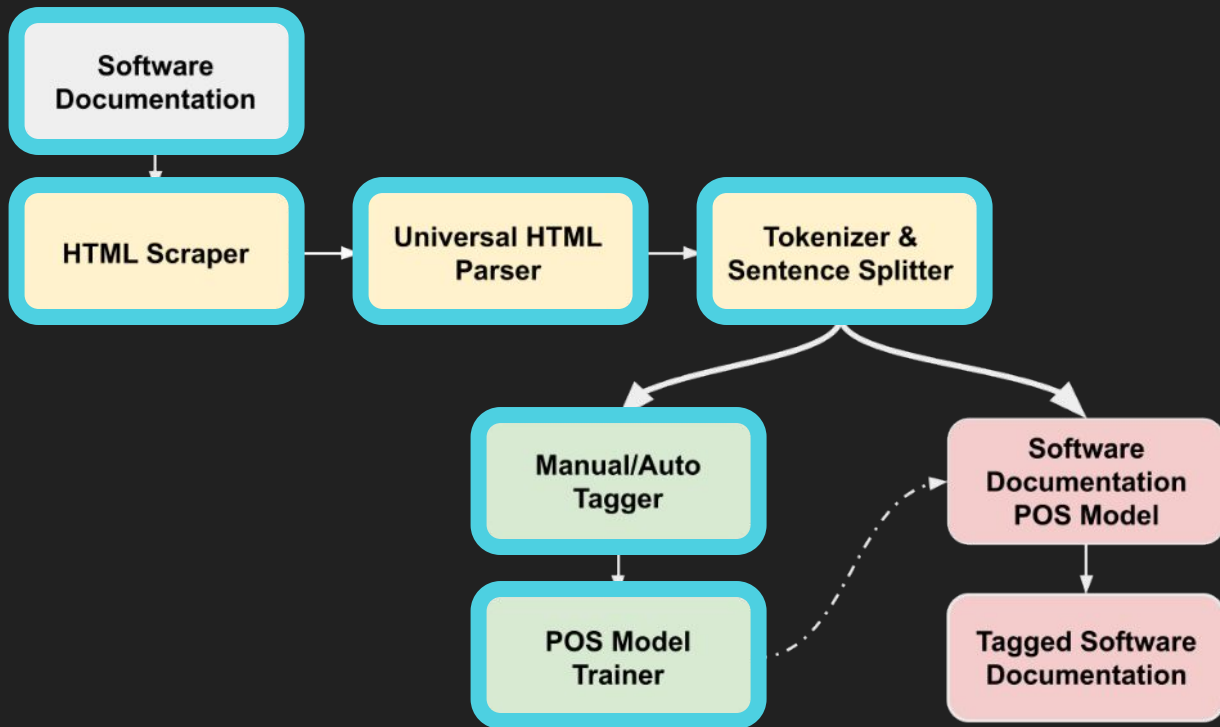 Software
Documentation
HTML Scraper
Universal HTML
Parser
Tokenizer &
Sentence Splitter
Manual/Auto
Tagger
Software
Documentation
POS Model
POS Model
Trainer
Tagged Software
Documentation